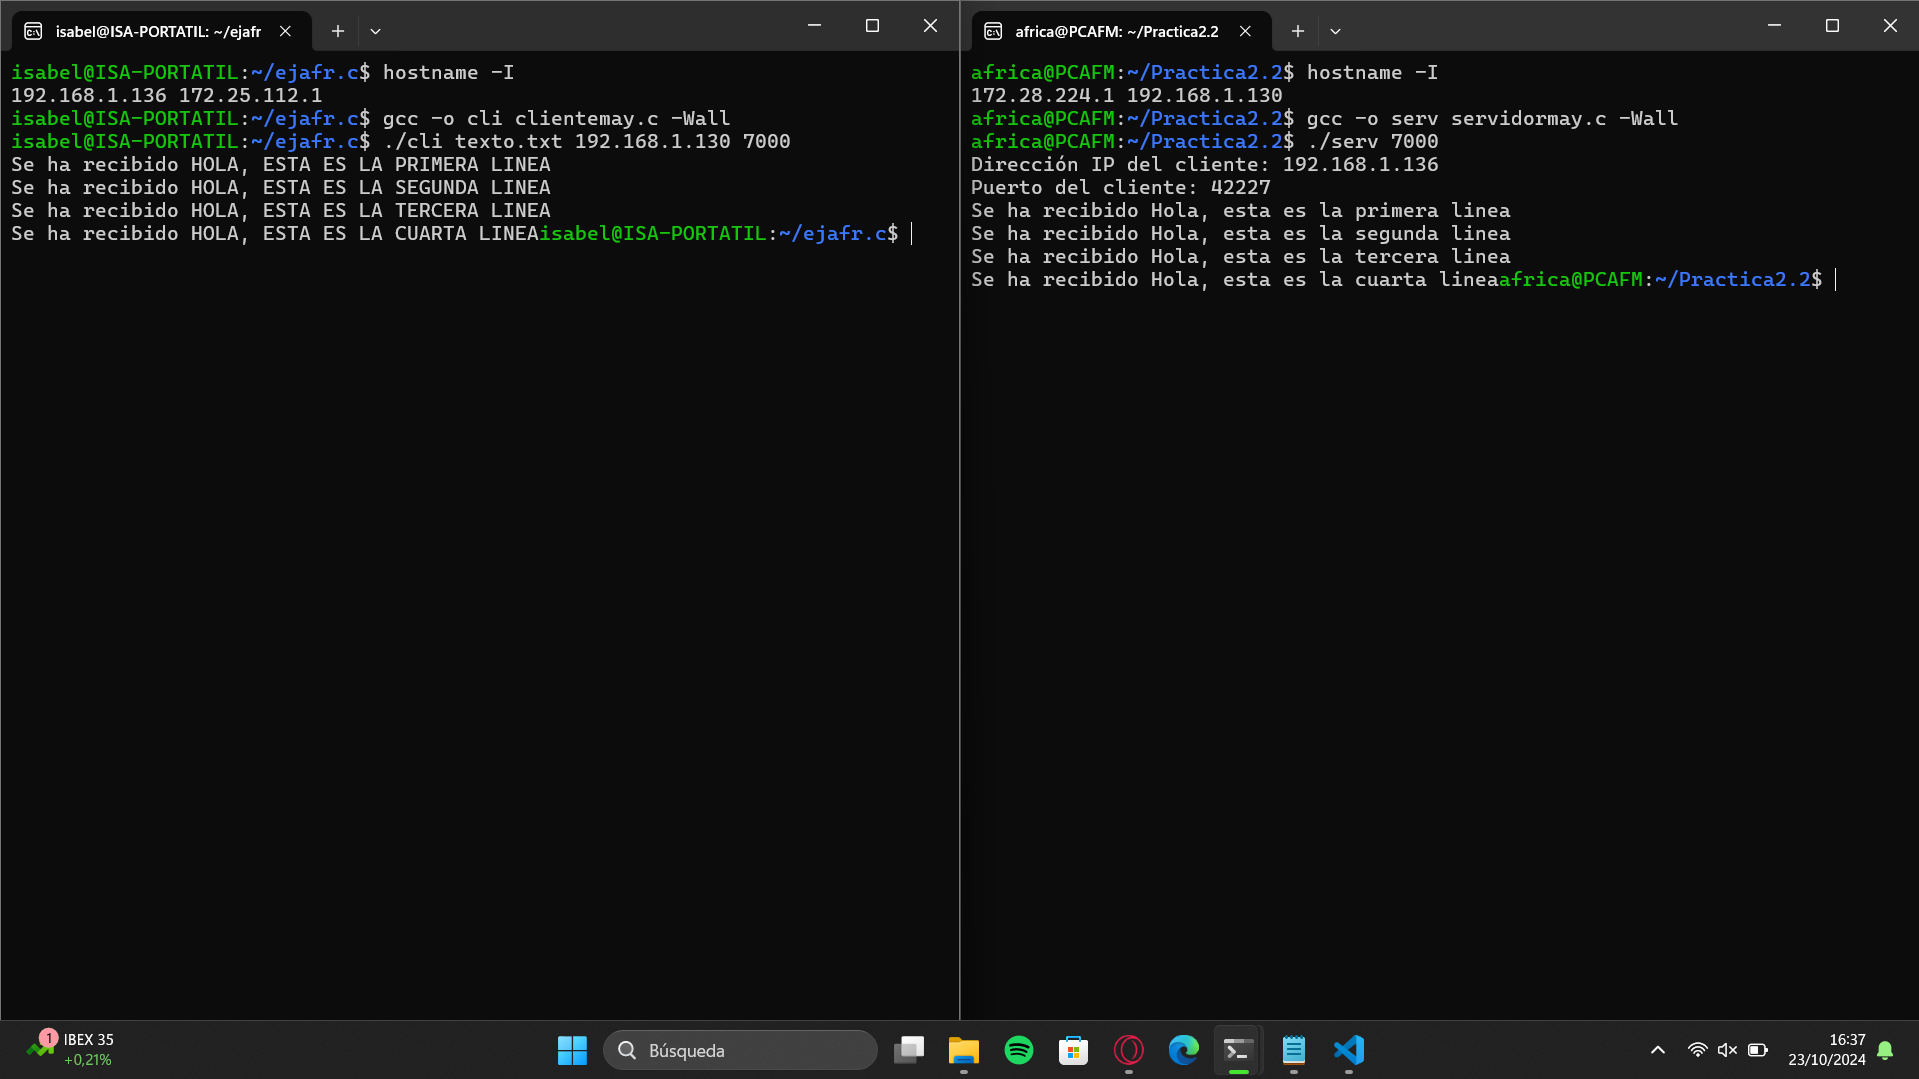 isabel@ISA-PORTATIL: ~/ejafr
isabel@ISA-PORTATIL:~/ejafr.c$ hostname -I
192.168.1.136 172.25.112.1
isabel@ISA-PORTATIL:~/ejafr.c$ gcc -o cli clientemay.c -Wall
isabel@ISA-PORTATIL:~/ejafr.c$ ./cli texto.txt 192.168.1.130 7000
Se ha recibido HOLA, ESTA ES LA PRIMERA LINEA
Se ha recibido HOLA, ESTA ES LA SEGUNDA LINEA
Se ha recibido HOLA, ESTA ES LA TERCERA LINEA
Se ha recibido HOLA, ESTA ES LA CUARTA LINEAisabel@ISA-PORTATIL:~/ejafr.c$
africa@PCAFM: ~/Practica2.2
africa@PCAFM:~/Practica2.2$ hostname -I
172.28.224.1 192.168.1.130
africa@PCAFM:~/Practica2.2$ gcc -o serv servidormay.c -Wall
africa@PCAFM:~/Practica2.2$ ./serv 7000
Dirección IP del cliente: 192.168.1.136
Puerto del cliente: 42227
Se ha recibido Hola, esta es la primera linea
Se ha recibido Hola, esta es la segunda linea
Se ha recibido Hola, esta es la tercera linea
Se ha recibido Hola, esta es la cuarta lineaafrica@PCAFM:~/Practica2.2$
1
IBEX 35
+0,21%
Búsqueda
16:37
23/10/2024